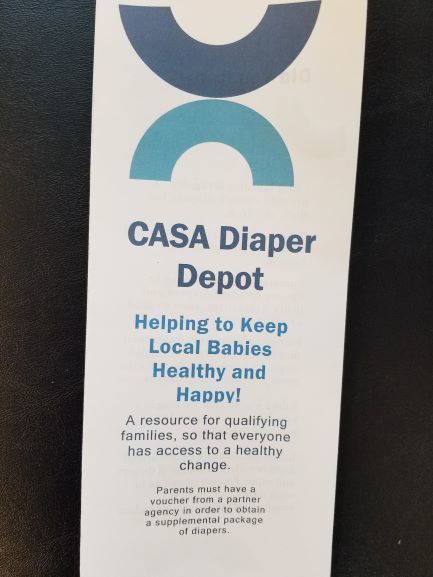 CASA Diaper
Depot
Helping to Keep
Local Babies
Healthy and
Happy!
A resource for qualifying
families, so that everyone
has access to a healthy
change.
Parents must have a
voucher from a partner
agency in order to obtain
a supplemental package
of diapers.